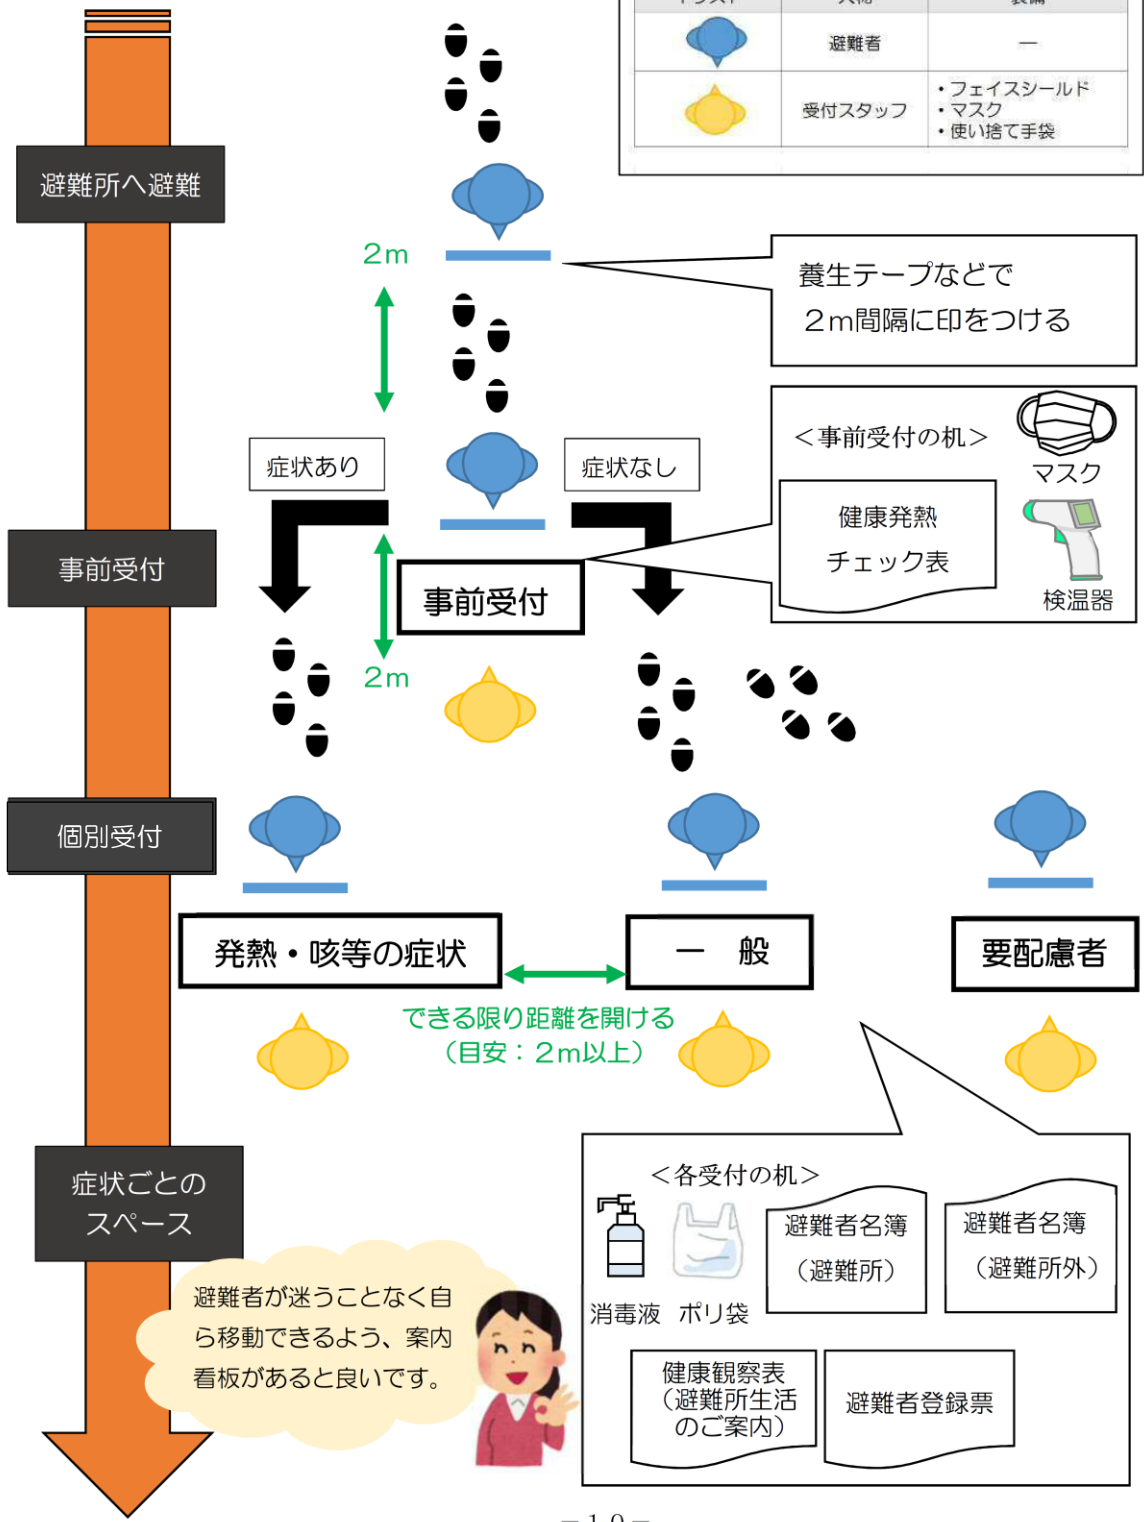 避難者
―
受付スタッフ
・フェイスシールド
・マスク
・使い捨て手袋
避難所へ避難
2m
養生テープなどで
2m間隔に印をつける
症状あり
症状なし
＜事前受付の机＞
マスク
健康発熱
チェック表
検温器
事前受付
事前受付
2m
個別受付
発熱・咳等の症状
一 般
要配慮者
できる限り距離を開ける
（目安：2m以上）
症状ごとの
スペース
＜各受付の机＞
消毒液
ポリ袋
避難者名簿
（避難所）
避難者名簿
（避難所外）
健康観察表
（避難所生活
のご案内）
避難者登録票
避難者が迷うことなく自
ら移動できるよう、案内
看板があると良いです。
－10－